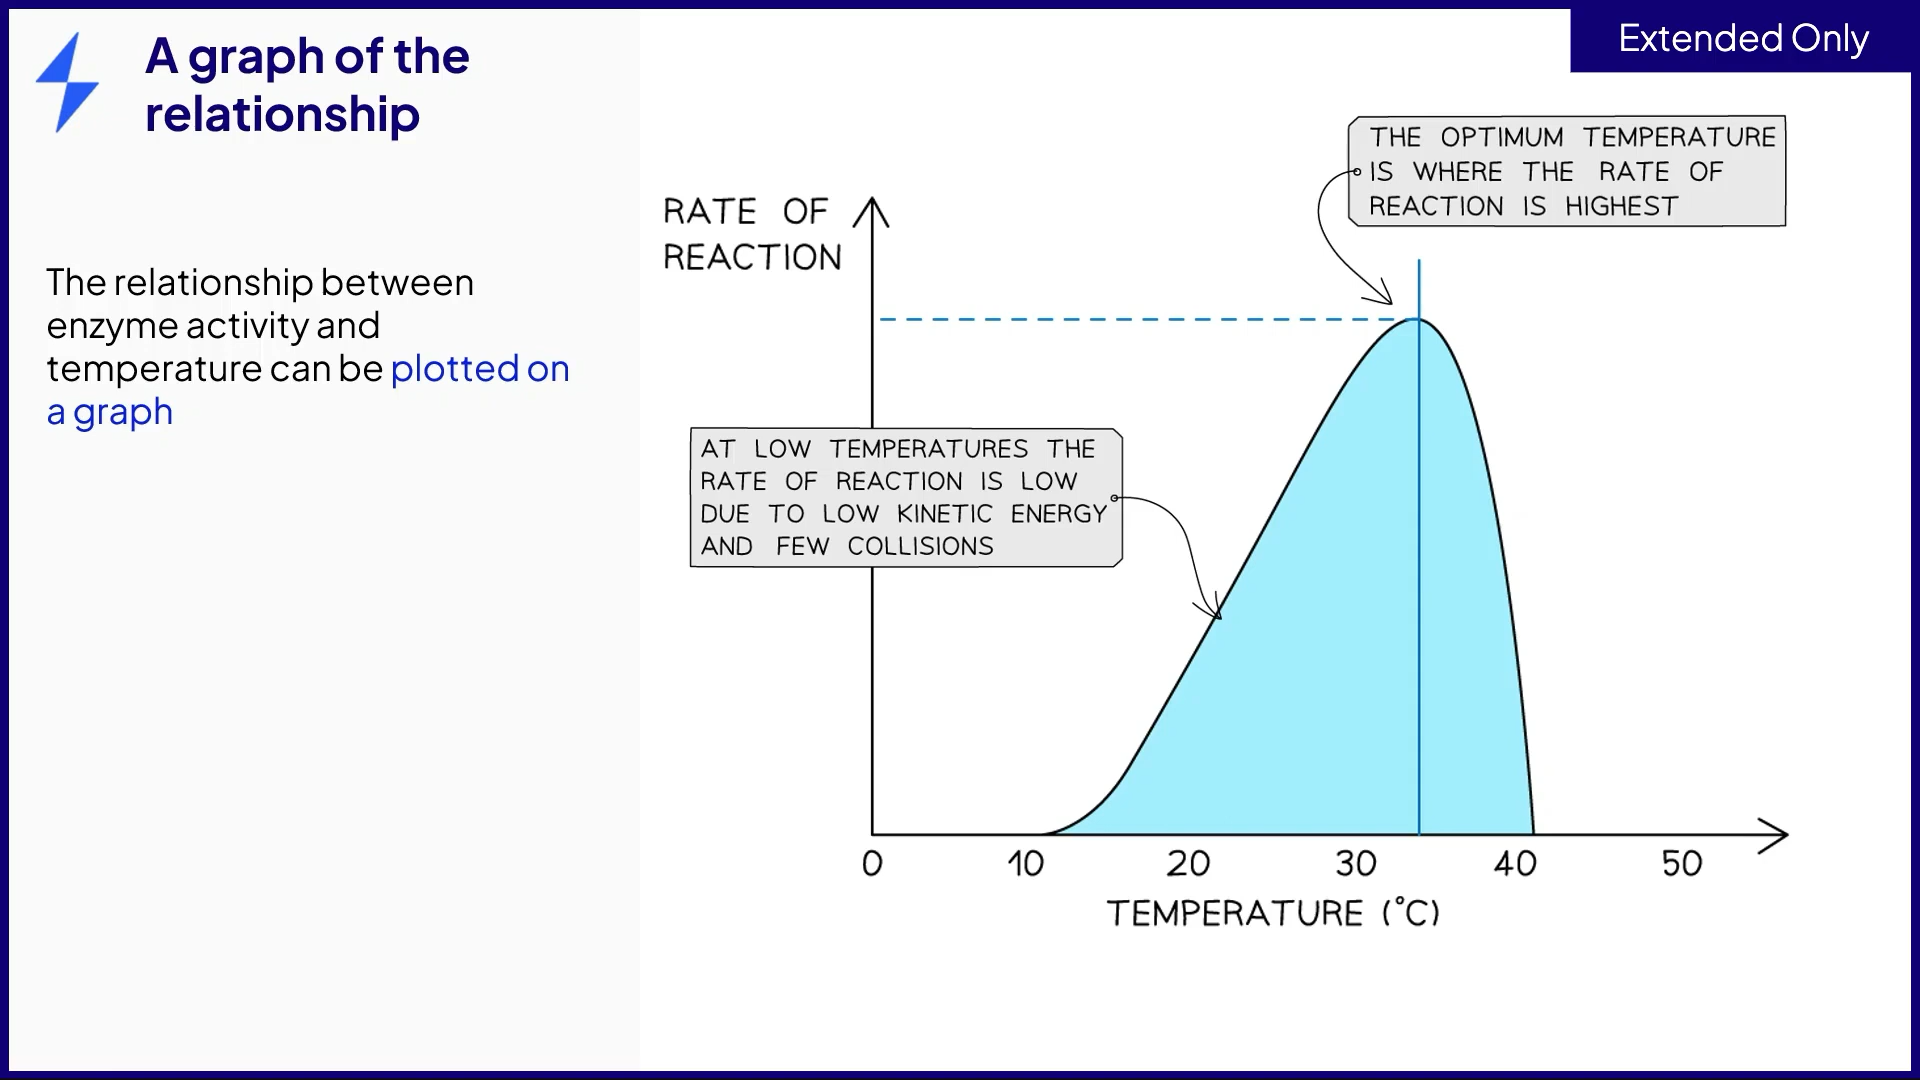 A graph of the
relationship
Extended Only
The relationship between
enzyme activity and
temperature can be plotted on
a graph
THE OPTIMUM TEMPERATURE
IS WHERE THE RATE OF
REACTION IS HIGHEST
RATE OF
REACTION
AT LOW TEMPERATURES THE
RATE OF REACTION IS LOW
DUE TO LOW KINETIC ENERGY
AND FEW COLLISIONS
0 10 20 30 40 50
TEMPERATURE (°C)